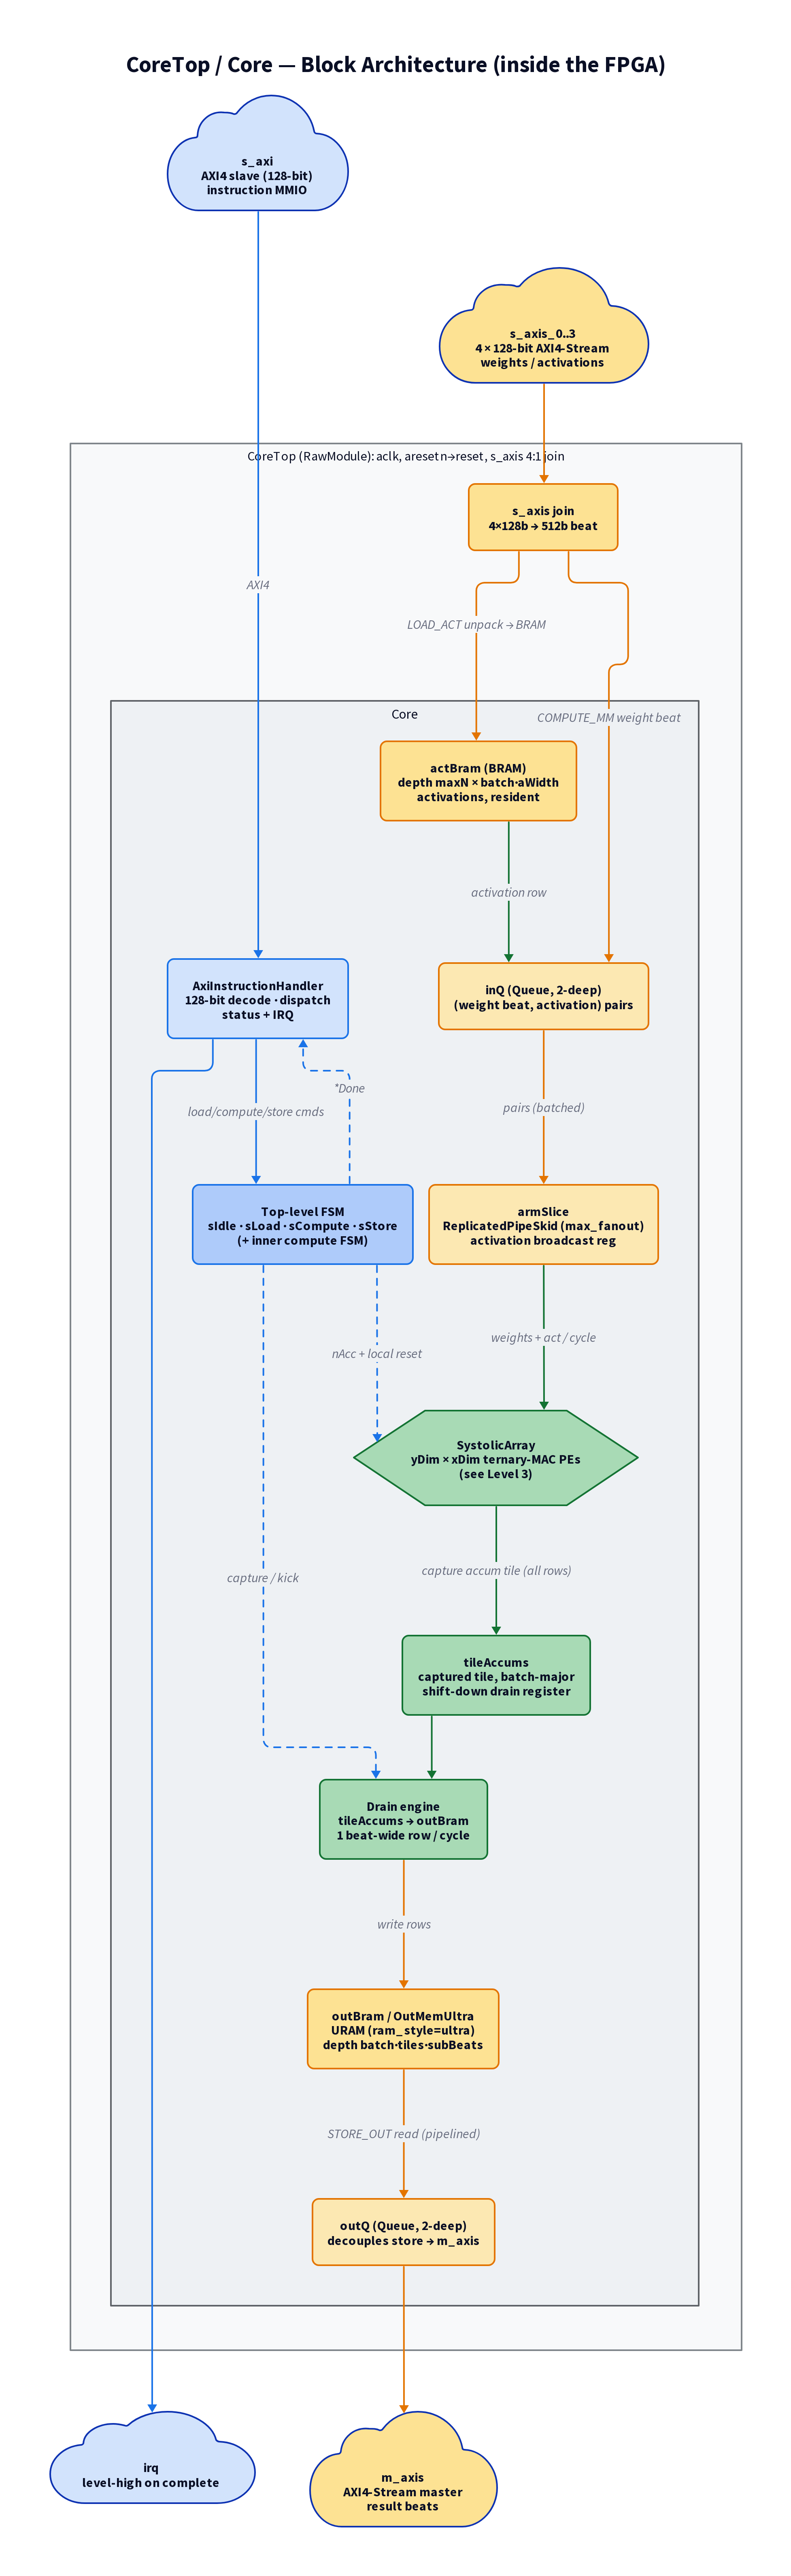 CoreTop / Core — Block Architecture (inside the FPGA)
s_axi
AXI4 slave (128-bit)
instruction MMIO
s_axis_0..3
4 × 128-bit AXI4-Stream
weights / activations
CoreTop (RawModule): aclk, aresetn→reset, s_axis 4:1 join
s_axis join
4×128b → 512b beat
AXI4
LOAD_ACT unpack → BRAM
Core
COMPUTE_MM weight beat
actBram (BRAM)
depth maxN × batch·aWidth
activations, resident
activation row
AxiInstructionHandler
128-bit decode · dispatch
status + IRQ
inQ (Queue, 2-deep)
(weight beat, activation) pairs
*Done
load/compute/store cmds
pairs (batched)
Top-level FSM
sIdle · sLoad · sCompute · sStore
(+ inner compute FSM)
armSlice
ReplicatedPipeSkid (max_fanout)
activation broadcast reg
nAcc + local reset
weights + act / cycle
SystolicArray
yDim × xDim ternary-MAC PEs
(see Level 3)
capture / kick
capture accum tile (all rows)
tileAccums
captured tile, batch-major
shift-down drain register
Drain engine
tileAccums → outBram
1 beat-wide row / cycle
write rows
outBram / OutMemUltra
URAM (ram_style=ultra)
depth batch·tiles·subBeats
STORE_OUT read (pipelined)
outQ (Queue, 2-deep)
decouples store → m_axis
irq
level-high on complete
m_axis
AXI4-Stream master
result beats